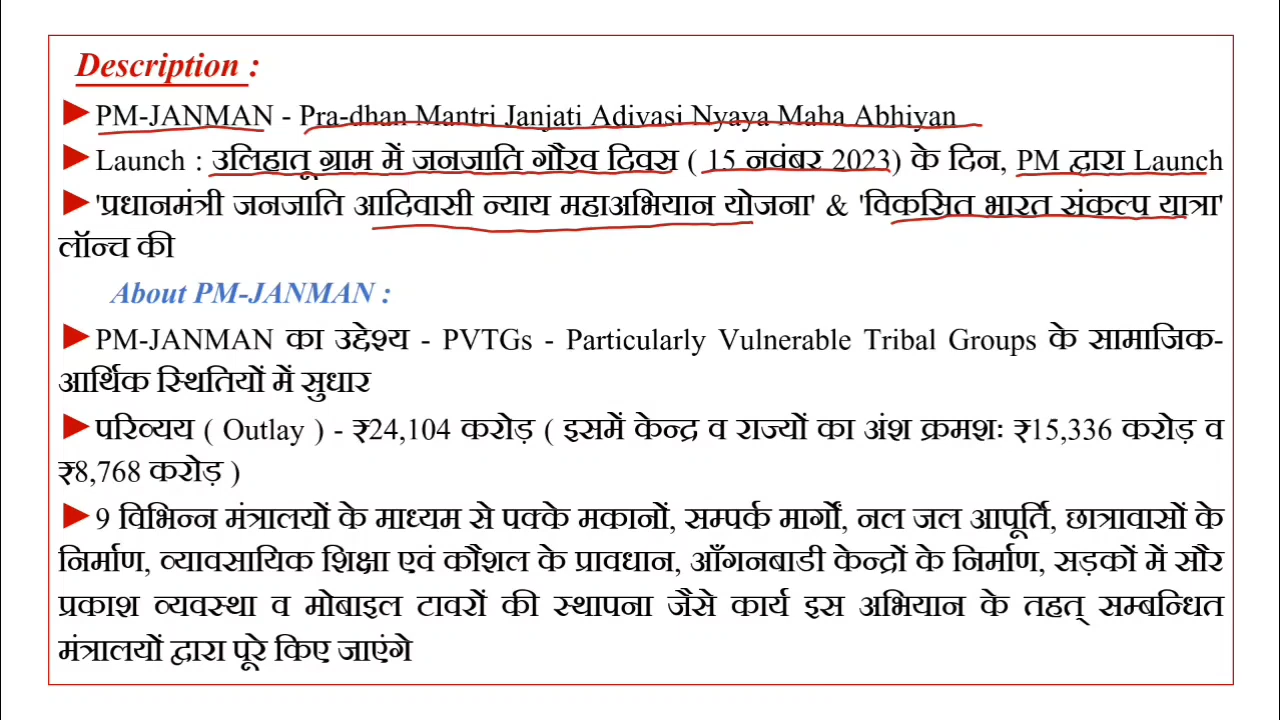 Description :
►PM-JANMAN - Pra-dhan Mantri Janjati Adivasi Nyaya Maha Abhiyan
►Launch : उलिहातू ग्राम में जनजाति गौरव दिवस ( 15 नवंबर 2023) के दिन, PM द्वारा Launch
►'प्रधानमंत्री जनजाति आदिवासी न्याय महाअभियान योजना' & 'विकसित भारत संकल्प यात्रा'
लॉन्च की
About PM-JANMAN :
►PM-JANMAN का उद्देश्य - PVTGs - Particularly Vulnerable Tribal Groups के सामाजिक-
आर्थिक स्थितियों में सुधार
►परिव्यय ( Outlay ) - ₹24,104 करोड़ ( इसमें केन्द्र व राज्यों का अंश क्रमशः ₹15,336 करोड़ व
₹8,768 करोड़ )
►9 विभिन्न मंत्रालयों के माध्यम से पक्के मकानों, सम्पर्क मार्गों, नल जल आपूर्ति, छात्रावासों के
निर्माण, व्यावसायिक शिक्षा एवं कौशल के प्रावधान, आँगनबाडी केन्द्रों के निर्माण, सड़कों में सौर
प्रकाश व्यवस्था व मोबाइल टावरों की स्थापना जैसे कार्य इस अभियान के तहत् सम्बन्धित
मंत्रालयों द्वारा पूरे किए जाएंगे